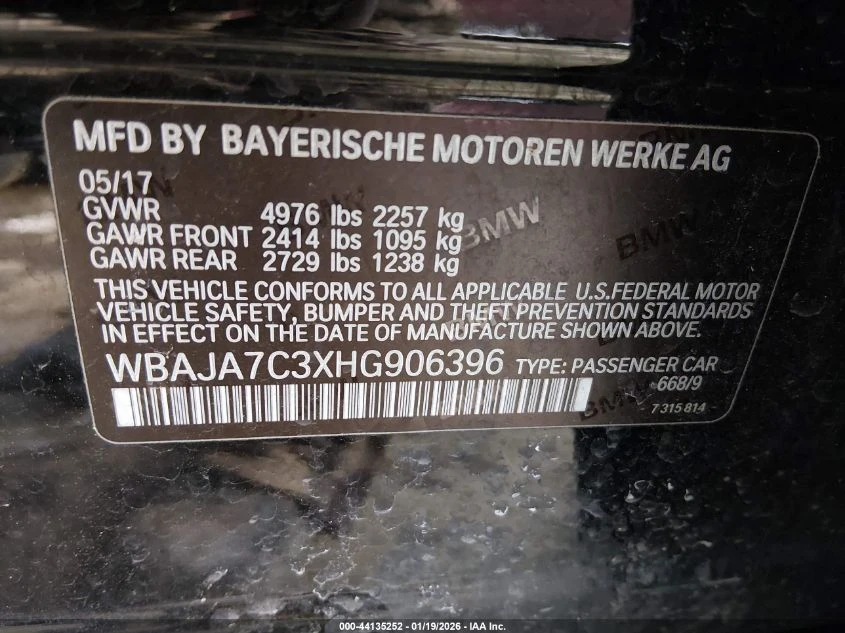 MFD BY BAYERISCHE MOTOREN WERKE AG
05/17
GVWR 4976 lbs 2257 kg
GAWR FRONT 2414 lbs 1095 kg
GAWR REAR 2729 lbs 1238 kg
THIS VEHICLE CONFORMS TO ALL APPLICABLE U.S.FEDERAL MOTOR
VEHICLE SAFETY, BUMPER AND THEFT PREVENTION STANDARDS
IN EFFECT ON THE DATE OF MANUFACTURE SHOWN ABOVE.
WBAJA7C3XHG906396 TYPE: PASSENGER CAR
668/9
7 315 814
BMW
BMW
BMW
000-44135252 - 01/19/2026 - IAA Inc.